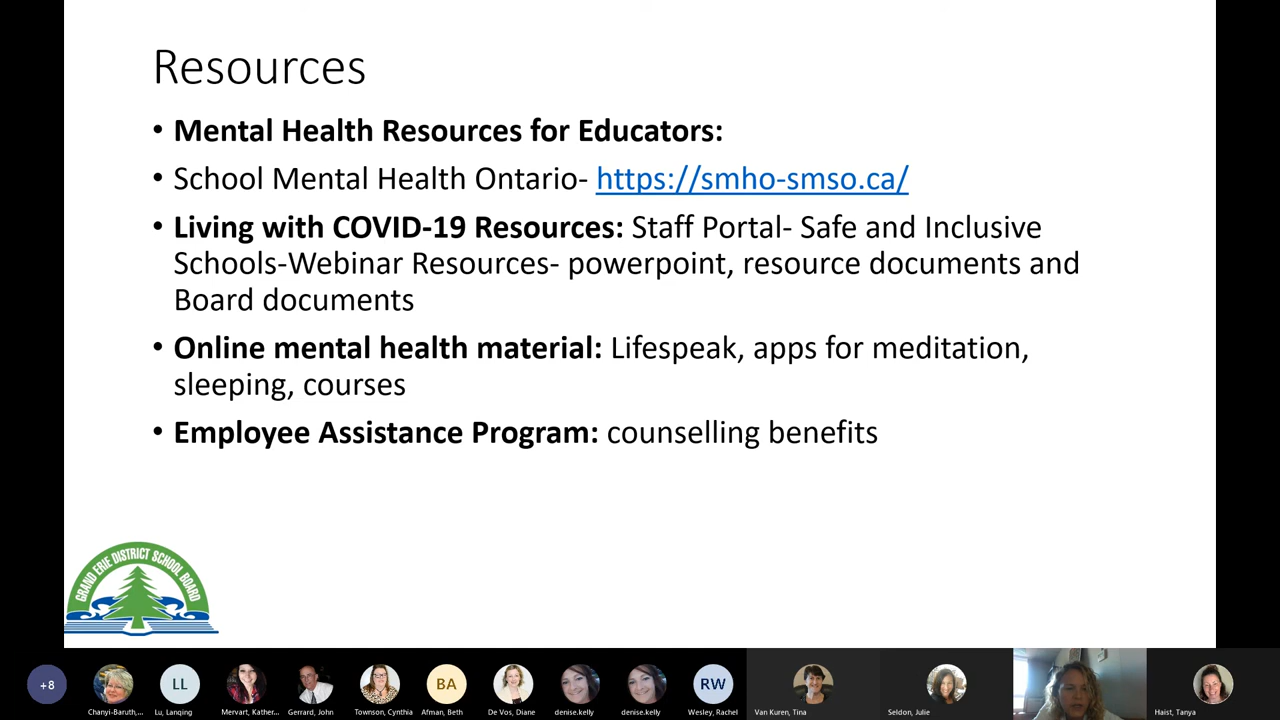 Resources
• Mental Health Resources for Educators:
• School Mental Health Ontario- https://smho-smso.ca/
• Living with COVID-19 Resources: Staff Portal- Safe and Inclusive
Schools-Webinar Resources- powerpoint, resource documents and
Board documents
• Online mental health material: Lifespeak, apps for meditation,
sleeping, courses
• Employee Assistance Program: counselling benefits
GRAND ERIE DISTRICT SCHOOL BOARD
+8
LL
BA
RW
Chanyi-Baruth,...
Lu, Lanqing
Mervart, Kather...
Gerrard, John
Townson, Cynthia
Afman, Beth
De Vos, Diane
denise.kelly
denise.kelly
Wesley, Rachel
Van Kuren, Tina
Seldon, Julie
Haist, Tanya